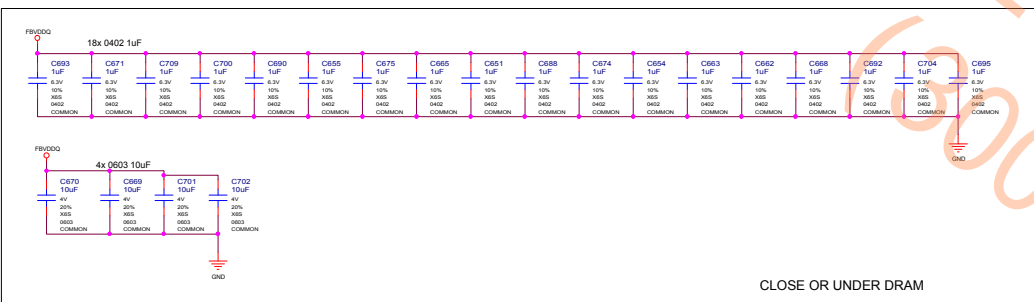 FBVDDQ
18x 0402 1uF
C693 C671 C709 C700 C690 C655 C675 C665 C651 C688 C674 C654 C663 C662 C668 C692 C704 C695
1uF 1uF 1uF 1uF 1uF 1uF 1uF 1uF 1uF 1uF 1uF 1uF 1uF 1uF 1uF 1uF 1uF 1uF
6.3V 6.3V 6.3V 6.3V 6.3V 6.3V 6.3V 6.3V 6.3V 6.3V 6.3V 6.3V 6.3V 6.3V 6.3V 6.3V 6.3V 6.3V
10% 10% 10% 10% 10% 10% 10% 10% 10% 10% 10% 10% 10% 10% 10% 10% 10% 10%
X6S X6S X6S X6S X6S X6S X6S X6S X6S X6S X6S X6S X6S X6S X6S X6S X6S X6S
0402 0402 0402 0402 0402 0402 0402 0402 0402 0402 0402 0402 0402 0402 0402 0402 0402 0402
COMMON COMMON COMMON COMMON COMMON COMMON COMMON COMMON COMMON COMMON COMMON COMMON COMMON COMMON COMMON COMMON COMMON COMMON
GND
FBVDDQ
4x 0603 10uF
C670 C669 C701 C702
10uF 10uF 10uF 10uF
4V 4V 4V 4V
20% 20% 20% 20%
X6S X6S X6S X6S
0603 0603 0603 0603
COMMON COMMON COMMON COMMON
GND
CLOSE OR UNDER DRAM
(300